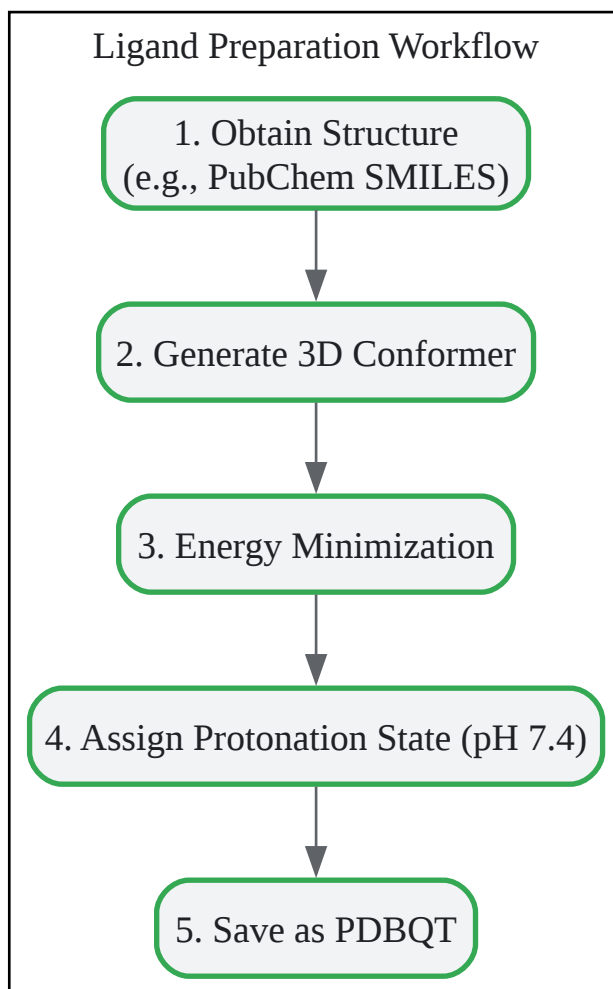 Ligand Preparation Workflow
1. Obtain Structure
(e.g., PubChem SMILES)
2. Generate 3D Conformer
3. Energy Minimization
4. Assign Protonation State (pH 7.4)
5. Save as PDBQT